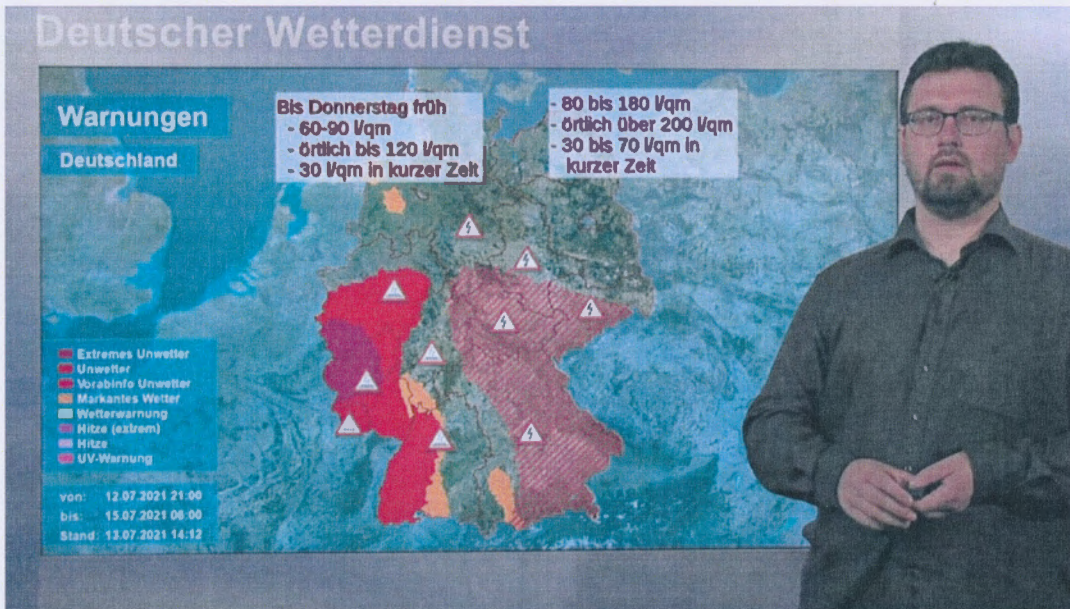 Deutscher Wetterdienst
Warnungen
Deutschland
Bis Donnerstag früh
- 60-90 l/qm
- örtlich bis 120 l/qm
- 30 l/qm in kurzer Zeit
- 80 bis 180 l/qm
- örtlich über 200 l/qm
- 30 bis 70 l/qm in
kurzer Zeit
Extremes Unwetter
Unwetter
Vorabinfo Unwetter
Markantes Wetter
Wetterwarnung
Hitze (extrem)
Hitze
UV-Warnung
von: 12.07.2021 21:00
bis: 15.07.2021 06:00
Stand: 13.07.2021 14:12